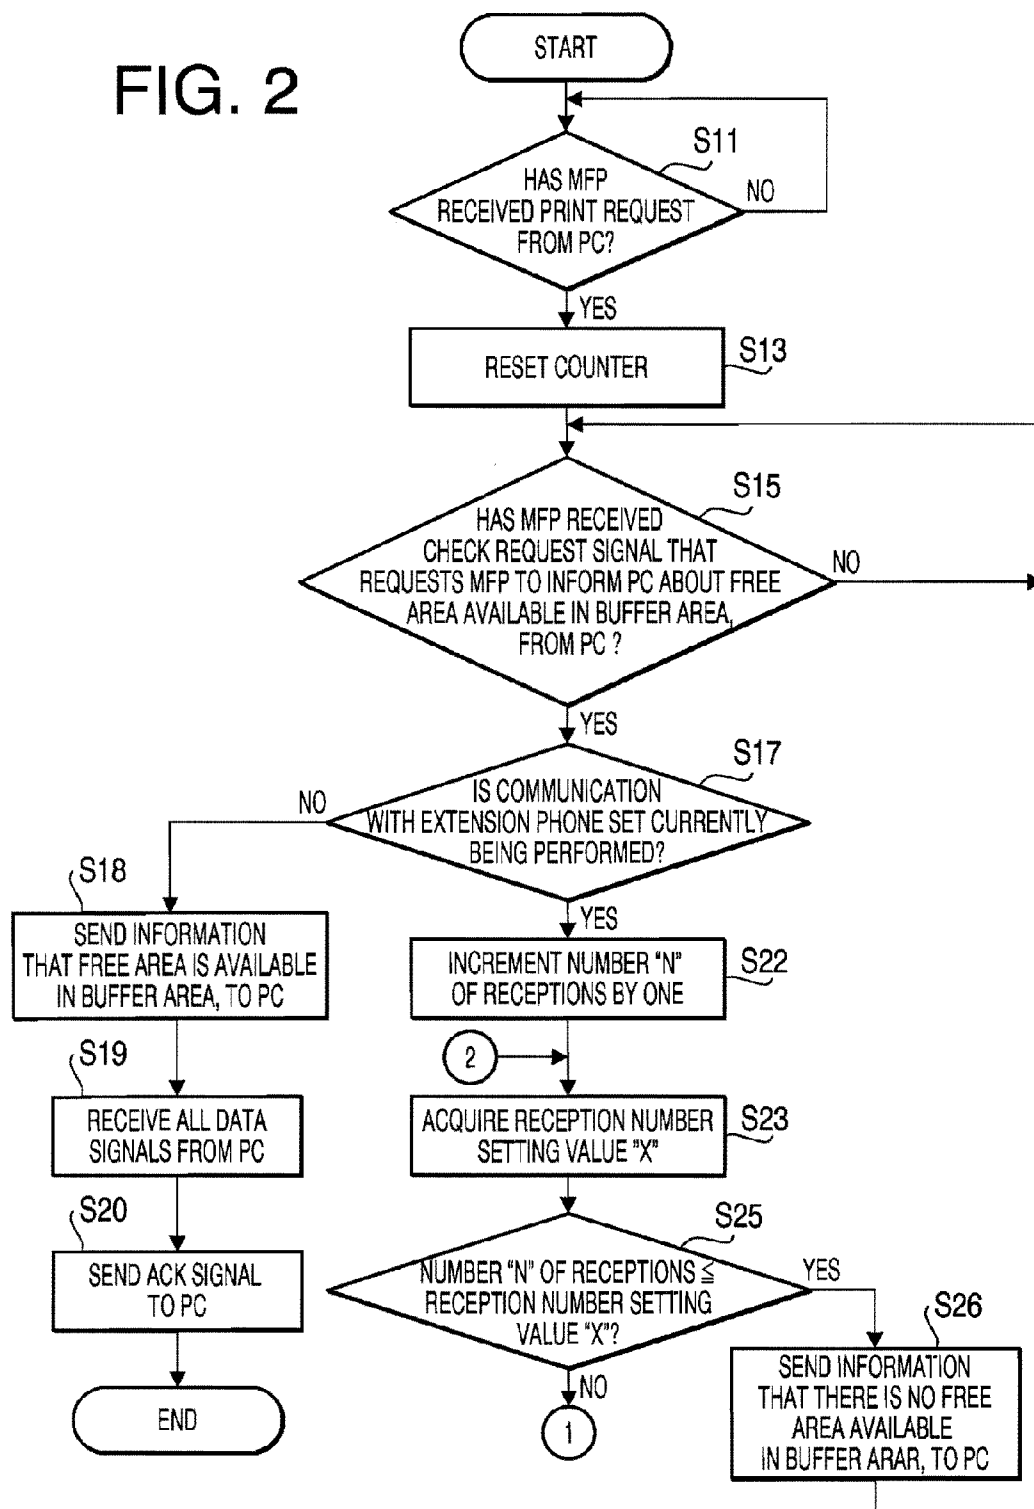 FIG. 2
START
S11
HAS MFP
RECEIVED PRINT REQUEST
FROM PC?
NO
YES
RESET COUNTER
S13
S15
HAS MFP RECEIVED
CHECK REQUEST SIGNAL THAT
REQUESTS MFP TO INFORM PC ABOUT FREE
AREA AVAILABLE IN BUFFER AREA,
FROM PC ?
NO
YES
S17
IS COMMUNICATION
WITH EXTENSION PHONE SET CURRENTLY
BEING PERFORMED?
NO
YES
S18
SEND INFORMATION
THAT FREE AREA IS AVAILABLE
IN BUFFER AREA, TO PC
S19
RECEIVE ALL DATA
SIGNALS FROM PC
S20
SEND ACK SIGNAL
TO PC
END
INCREMENT NUMBER "N"
OF RECEPTIONS BY ONE
S22
2
ACQUIRE RECEPTION NUMBER
SETTING VALUE "X"
S23
S25
NUMBER "N" OF RECEPTIONS ≦
RECEPTION NUMBER SETTING
VALUE "X"?
YES
NO
1
S26
SEND INFORMATION
THAT THERE IS NO FREE
AREA AVAILABLE
IN BUFFER ARAR, TO PC